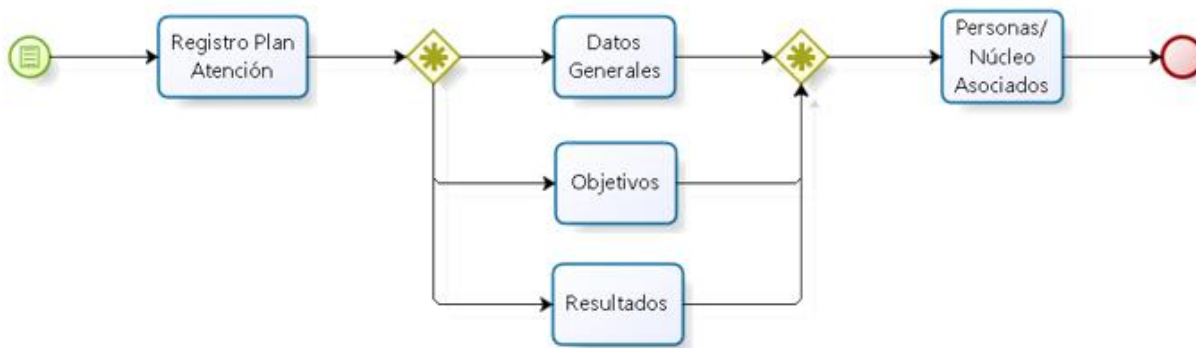 Registro Plan
Atención
Datos
Generales
Personas/
Núcleo
Asociados
Objetivos
Resultados